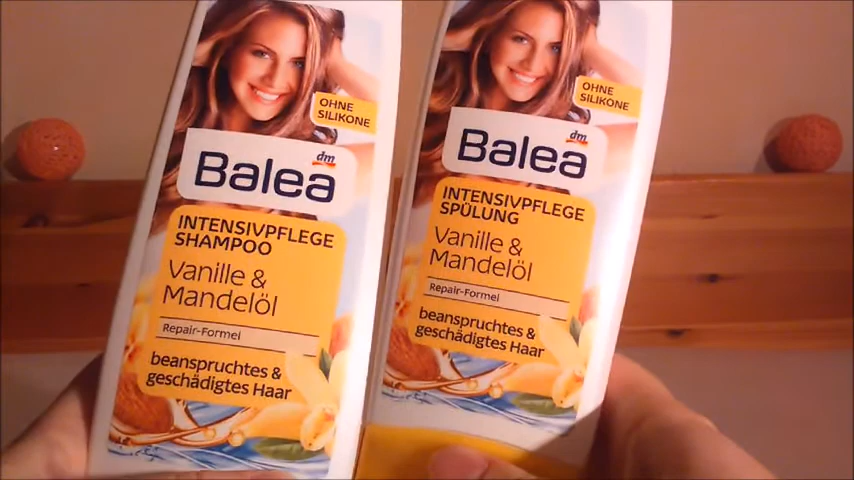 OHNE
SILIKONE
dm
Balea
INTENSIVPFLEGE
SHAMPOO
Vanille &
Mandelöl
Repair-Formel
beanspruchtes &
geschädigtes Haar
OHNE
SILIKONE
dm
Balea
INTENSIVPFLEGE
SPÜLUNG
Vanille &
Mandelöl
Repair-Formel
beanspruchtes &
geschädigtes Haar